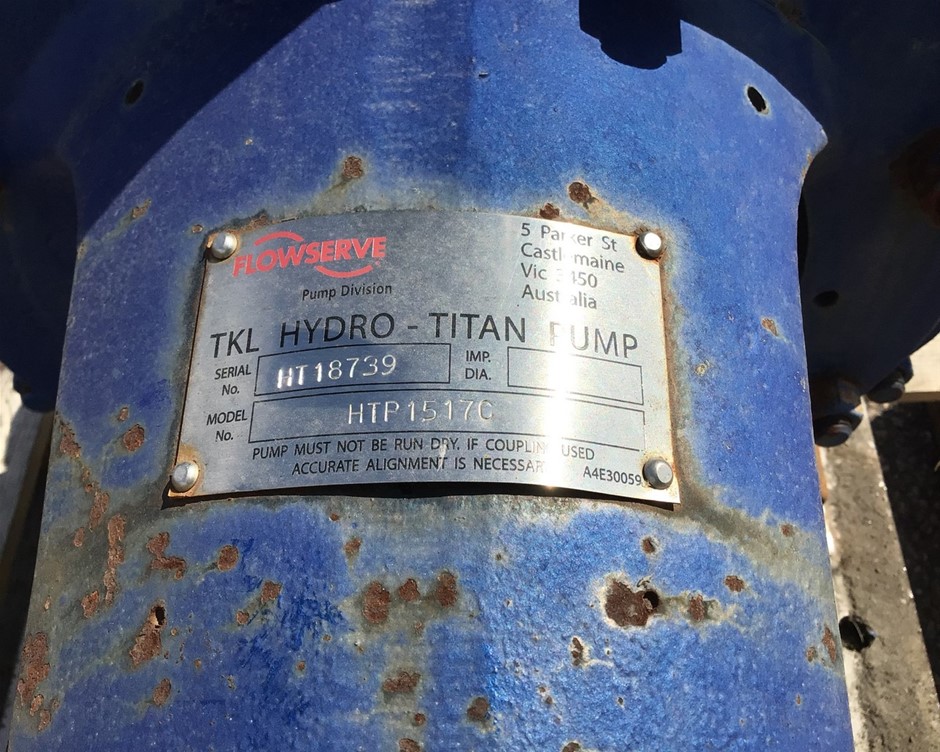 FLOWSERVE
Pump Division
5 Parker St
Castlemaine
Vic 3450
Australia
TKL HYDRO - TITAN PUMP
SERIAL No. HT18739
IMP. DIA.
MODEL No. HTP1517C
PUMP MUST NOT BE RUN DRY. IF COUPLING USED
ACCURATE ALIGNMENT IS NECESSARY
A4E30059